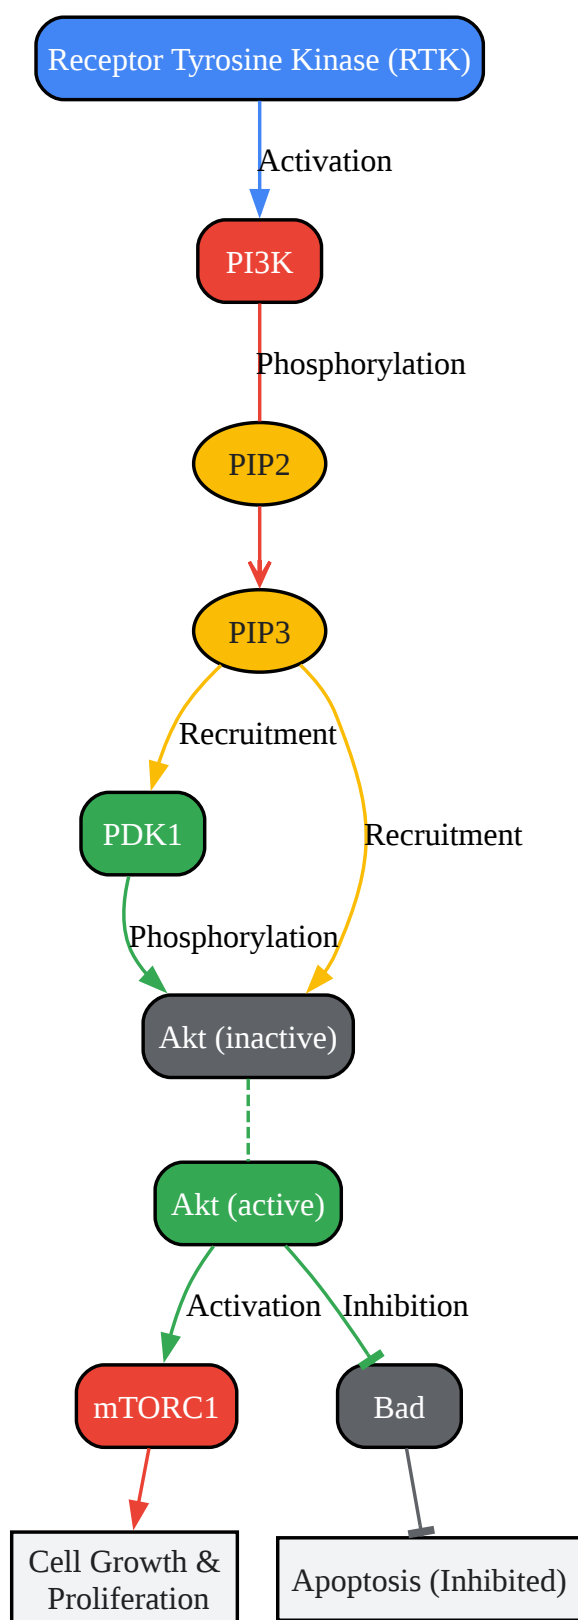 Receptor Tyrosine Kinase (RTK)
Activation
PI3K
Phosphorylation
PIP2
PIP3
Recruitment
PDK1
Recruitment
Phosphorylation
Akt (inactive)
Akt (active)
Activation
Inhibition
mTORC1
Bad
Cell Growth &
Proliferation
Apoptosis (Inhibited)